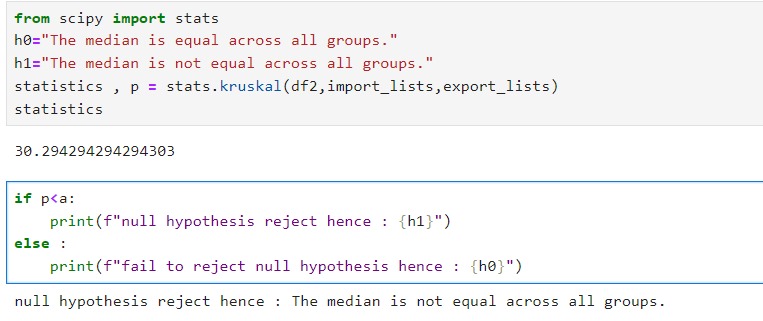 from scipy import stats
h0="The median is equal across all groups."
h1="The median is not equal across all groups."
statistics , p = stats.kruskal(df2,import_lists,export_lists)
statistics
30.294294294294303
if p<a:
    print(f"null hypothesis reject hence : {h1}")
else :
    print(f"fail to reject null hypothesis hence : {h0}")
null hypothesis reject hence : The median is not equal across all groups.